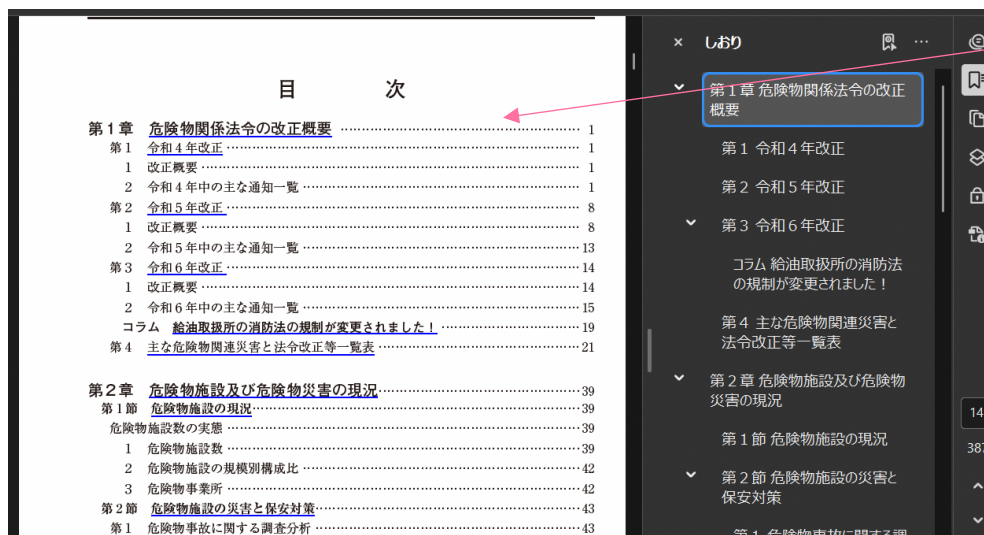 目 次
第1章 危険物関係法令の改正概要 …………………………………… 1
第1 令和4年改正 …………………………………… 1
1 改正概要 …………………………………… 1
2 令和4年中の主な通知一覧 …………………………………… 1
第2 令和5年改正 …………………………………… 8
1 改正概要 …………………………………… 8
2 令和5年中の主な通知一覧 …………………………………… 13
第3 令和6年改正 …………………………………… 14
1 改正概要 …………………………………… 14
2 令和6年中の主な通知一覧 …………………………………… 15
コラム 給油取扱所の消防法の規制が変更されました! …………………………………… 19
第4 主な危険物関連災害と法令改正等一覧表 …………………………………… 21
第2章 危険物施設及び危険物災害の現況 …………………………………… 39
第1節 危険物施設の現況 …………………………………… 39
危険物施設数の実態 …………………………………… 39
1 危険物施設数 …………………………………… 39
2 危険物施設の規模別構成比 …………………………………… 42
3 危険物事業所 …………………………………… 42
第2節 危険物施設の災害と保安対策 …………………………………… 43
第1 危険物事故に関する調査分析 …………………………………… 43
× しおり …
第1章 危険物関係法令の改正
概要
第1 令和4年改正
第2 令和5年改正
第3 令和6年改正
コラム 給油取扱所の消防法
の規制が変更されました!
第4 主な危険物関連災害と
法令改正等一覧表
第2章 危険物施設及び危険物
災害の現況
第1節 危険物施設の現況
第2節 危険物施設の災害と
保安対策
第1 危険物事故に関する調
14
387